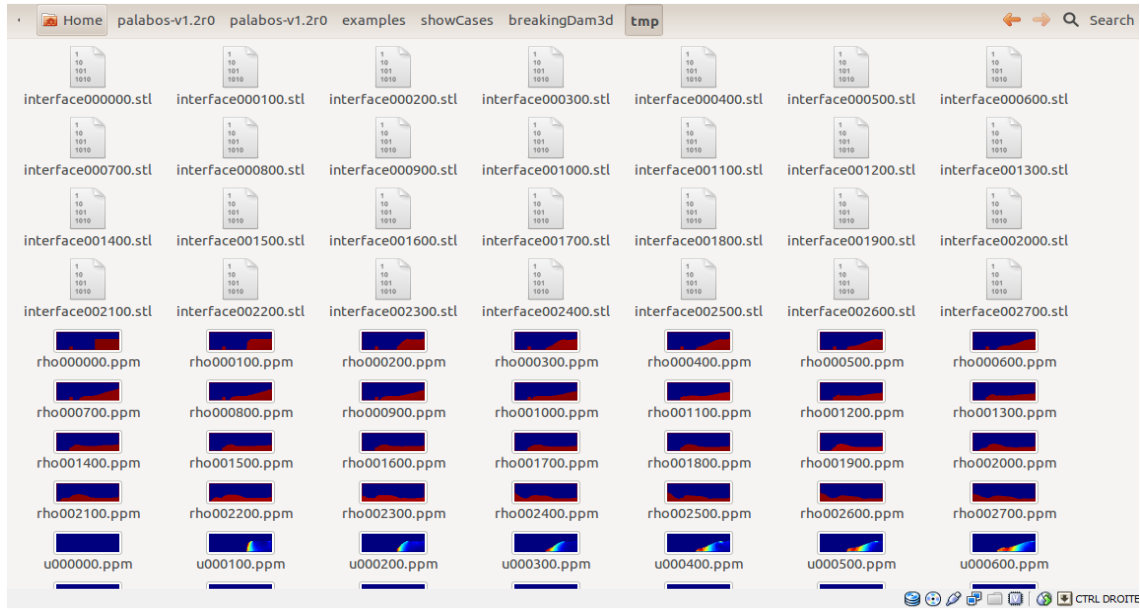 Home palabos-v1.2r0 palabos-v1.2r0 examples showCases breakingDam3d tmp Search
interface000000.stl interface000100.stl interface000200.stl interface000300.stl interface000400.stl interface000500.stl interface000600.stl
interface000700.stl interface000800.stl interface000900.stl interface001000.stl interface001100.stl interface001200.stl interface001300.stl
interface001400.stl interface001500.stl interface001600.stl interface001700.stl interface001800.stl interface001900.stl interface002000.stl
interface002100.stl interface002200.stl interface002300.stl interface002400.stl interface002500.stl interface002600.stl interface002700.stl
rho000000.ppm rho000100.ppm rho000200.ppm rho000300.ppm rho000400.ppm rho000500.ppm rho000600.ppm
rho000700.ppm rho000800.ppm rho000900.ppm rho001000.ppm rho001100.ppm rho001200.ppm rho001300.ppm
rho001400.ppm rho001500.ppm rho001600.ppm rho001700.ppm rho001800.ppm rho001900.ppm rho002000.ppm
rho002100.ppm rho002200.ppm rho002300.ppm rho002400.ppm rho002500.ppm rho002600.ppm rho002700.ppm
u000000.ppm u000100.ppm u000200.ppm u000300.ppm u000400.ppm u000500.ppm u000600.ppm
CTRL DROITE